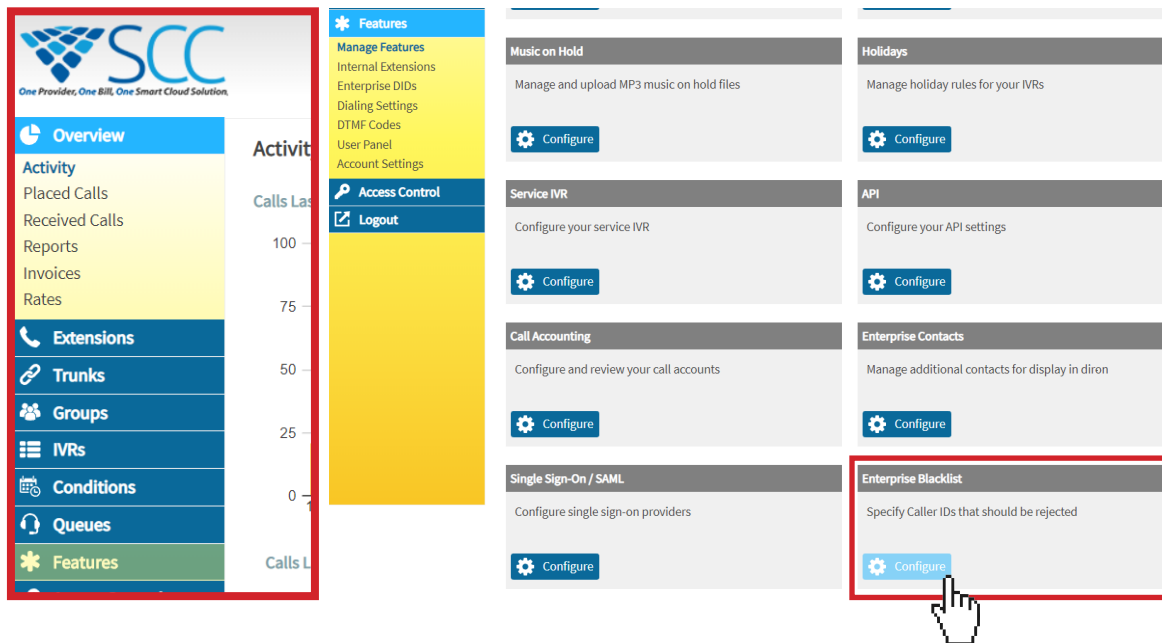 SCC
One Provider, One Bill, One Smart Cloud Solution.
Overview
Activity
Placed Calls
Received Calls
Reports
Invoices
Rates
Extensions
Trunks
Groups
IVRs
Conditions
Queues
Features
Activit
Calls Las
100
75
50
25
0
Calls L
Features
Manage Features
Internal Extensions
Enterprise DIDs
Dialing Settings
DTMF Codes
User Panel
Account Settings
Access Control
Logout
Music on Hold
Manage and upload MP3 music on hold files
Configure
Holidays
Manage holiday rules for your IVRs
Configure
Service IVR
Configure your service IVR
Configure
API
Configure your API settings
Configure
Call Accounting
Configure and review your call accounts
Configure
Enterprise Contacts
Manage additional contacts for display in diron
Configure
Single Sign-On / SAML
Configure single sign-on providers
Configure
Enterprise Blacklist
Specify Caller IDs that should be rejected
Configure